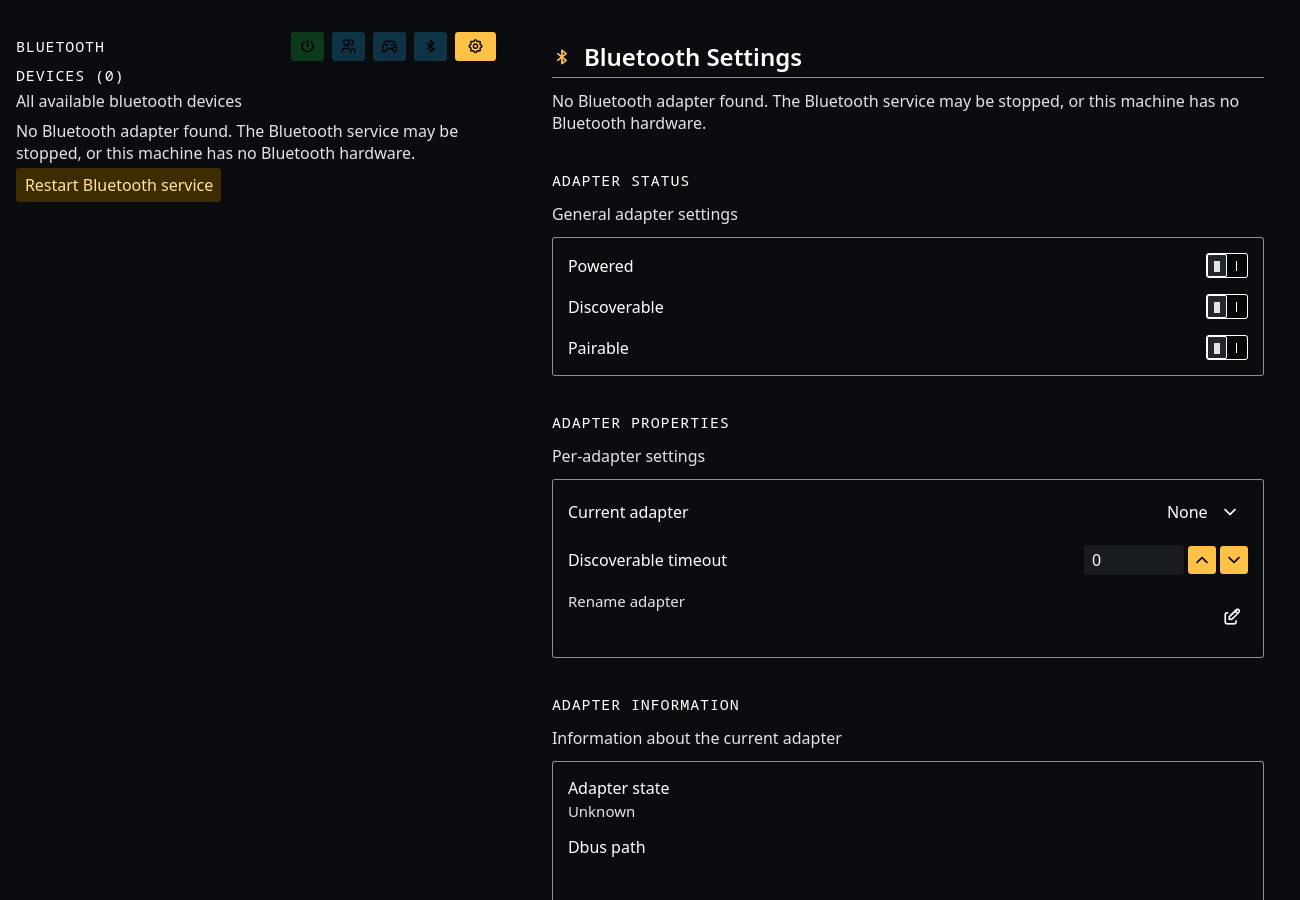 BLUETOOTH
DEVICES (0)
All available bluetooth devices
No Bluetooth adapter found. The Bluetooth service may be
stopped, or this machine has no Bluetooth hardware.
Restart Bluetooth service
Bluetooth Settings
No Bluetooth adapter found. The Bluetooth service may be stopped, or this machine has no
Bluetooth hardware.
ADAPTER STATUS
General adapter settings
Powered
Discoverable
Pairable
ADAPTER PROPERTIES
Per-adapter settings
Current adapter
None
Discoverable timeout
0
Rename adapter
ADAPTER INFORMATION
Information about the current adapter
Adapter state
Unknown
Dbus path